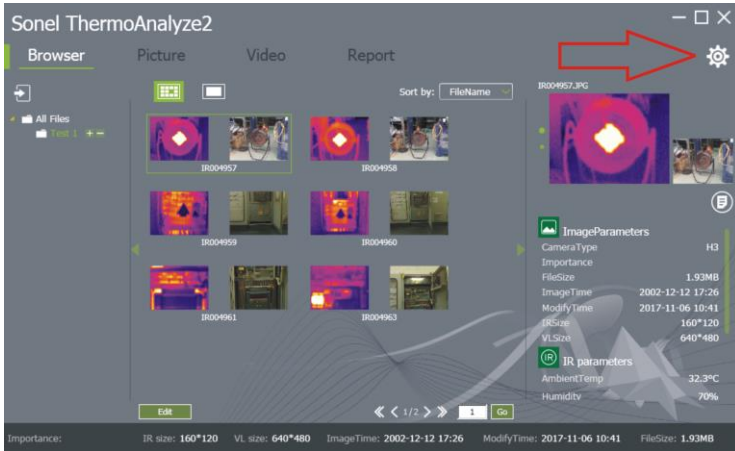 Sonel ThermoAnalyze2
Browser Picture Video Report
Sort by: FileName
IR004957.JPG
All Files
Test 1
IR004957 IR004958
IR004959 IR004960
IR004961 IR004963
ImageParameters
CameraType H3
Importance
FileSize 1.93MB
ImageTime 2002-12-12 17:26
ModifyTime 2017-11-06 10:41
IRSize 160*120
VLSize 640*480
IR IR parameters
AmbientTemp 32.3ºC
Humidity 70%
Edit 1/2 1 Go
Importance: IR size: 160*120 VL size: 640*480 ImageTime: 2002-12-12 17:26 ModifyTime: 2017-11-06 10:41 FileSize: 1.93MB